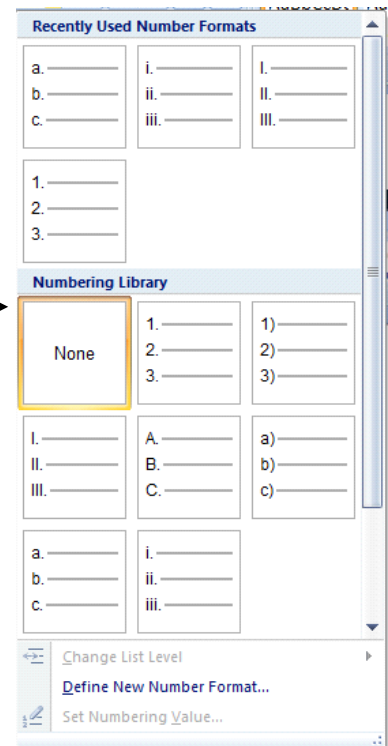 Recently Used Number Formats
a. i. I.
b. ii. II.
c. iii. III.
1.
2.
3.
Numbering Library
None
1. 1)
2. 2)
3. 3)
I. A. a)
II. B. b)
III. C. c)
a. i.
b. ii.
c. iii.
Change List Level
Define New Number Format...
Set Numbering Value...